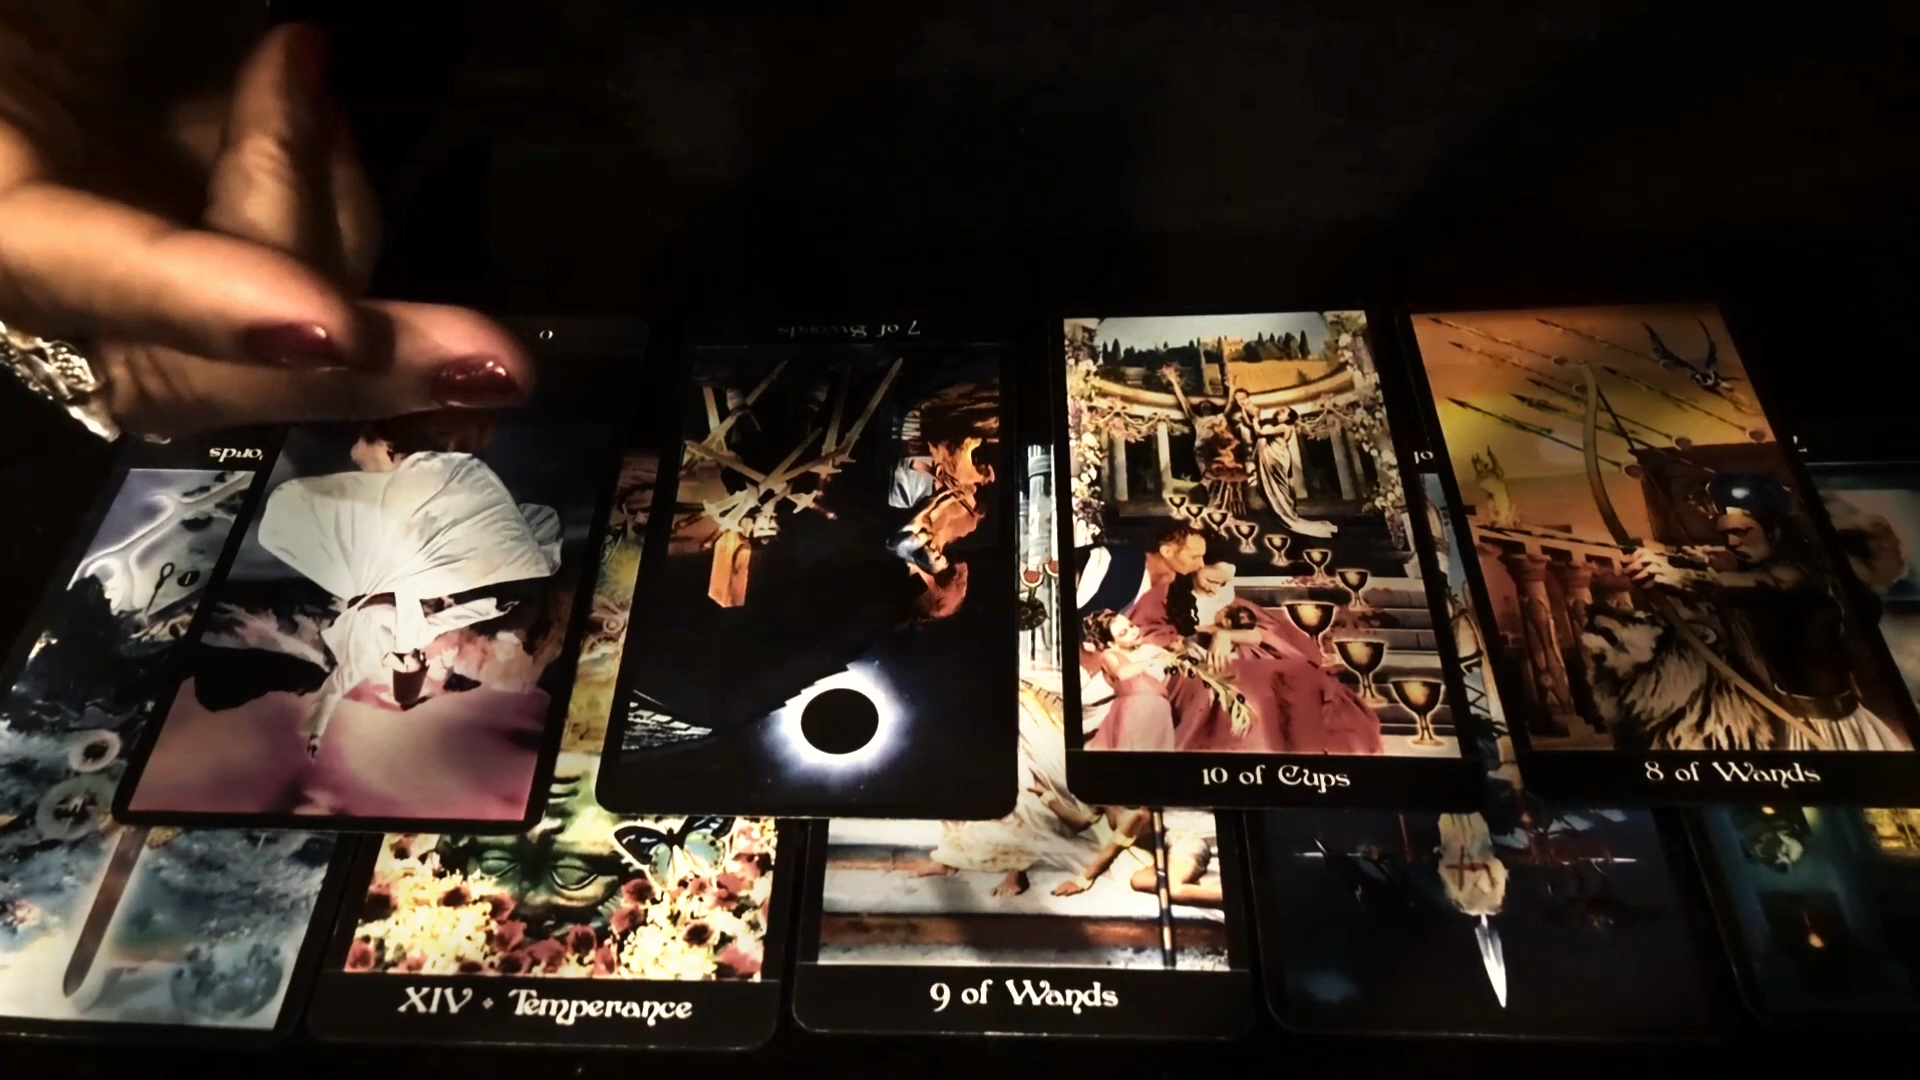 7 of Swords
10 of Cups
8 of Wands
XIV • Temperance
9 of Wands